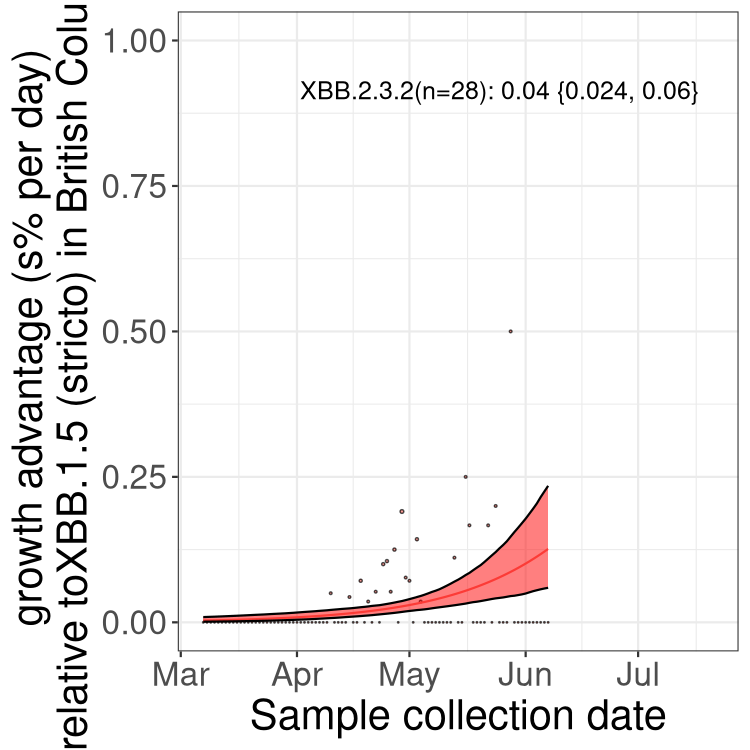 growth advantage (s% per day)
relative toXBB.1.5 (stricto) in British Colu
1.00
0.75
0.50
0.25
0.00
XBB.2.3.2(n=28): 0.04 {0.024, 0.06}
Mar Apr May Jun Jul
Sample collection date